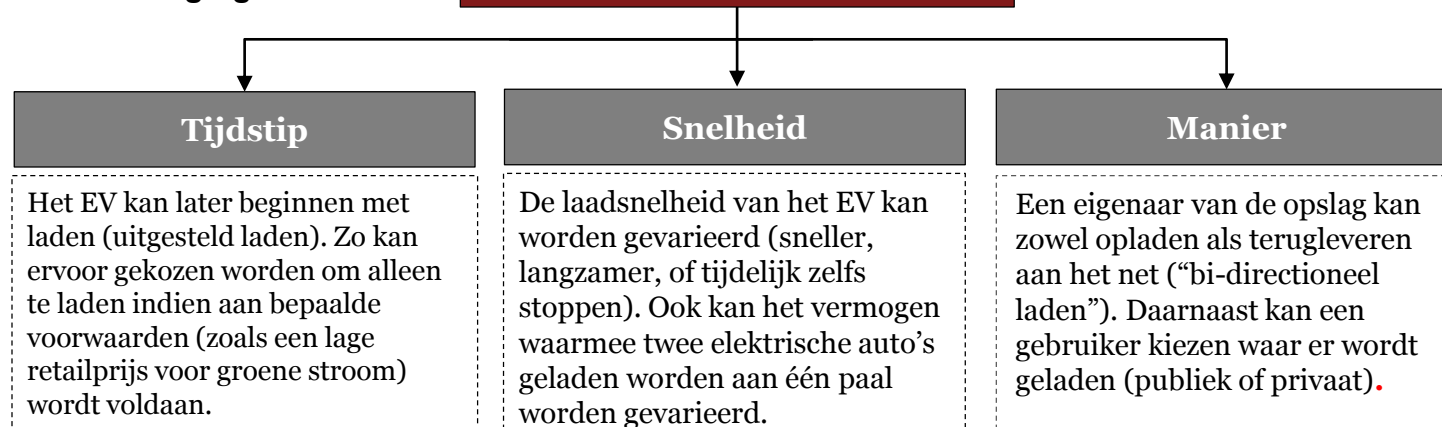 Tijdstip
Het EV kan later beginnen met
laden (uitgesteld laden). Zo kan
ervoor gekozen worden om alleen
te laden indien aan bepaalde
voorwaarden (zoals een lage
retailprijs voor groene stroom)
wordt voldaan.
Snelheid
De laadsnelheid van het EV kan
worden gevarieerd (sneller,
langzamer, of tijdelijk zelfs
stoppen). Ook kan het vermogen
waarmee twee elektrische auto’s
geladen worden aan één paal
worden gevarieerd.
Manier
Een eigenaar van de opslag kan
zowel opladen als terugleveren
aan het net (“bi-directioneel
laden”). Daarnaast kan een
gebruiker kiezen waar er wordt
geladen (publiek of privaat).